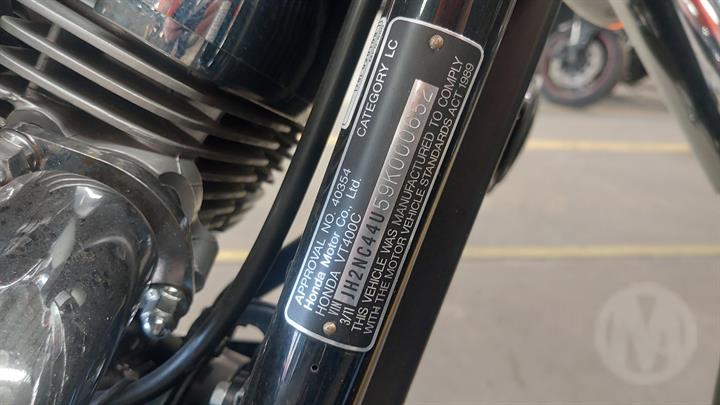 APPROVAL NO. 40354 CATEGORY LC
Honda Motor Co., Ltd.
HONDA VT400C
VIN JH2NC44U59K000652
3/11 THIS VEHICLE WAS MANUFACTURED TO COMPLY
WITH THE MOTOR VEHICLE STANDARDS ACT 1989
M